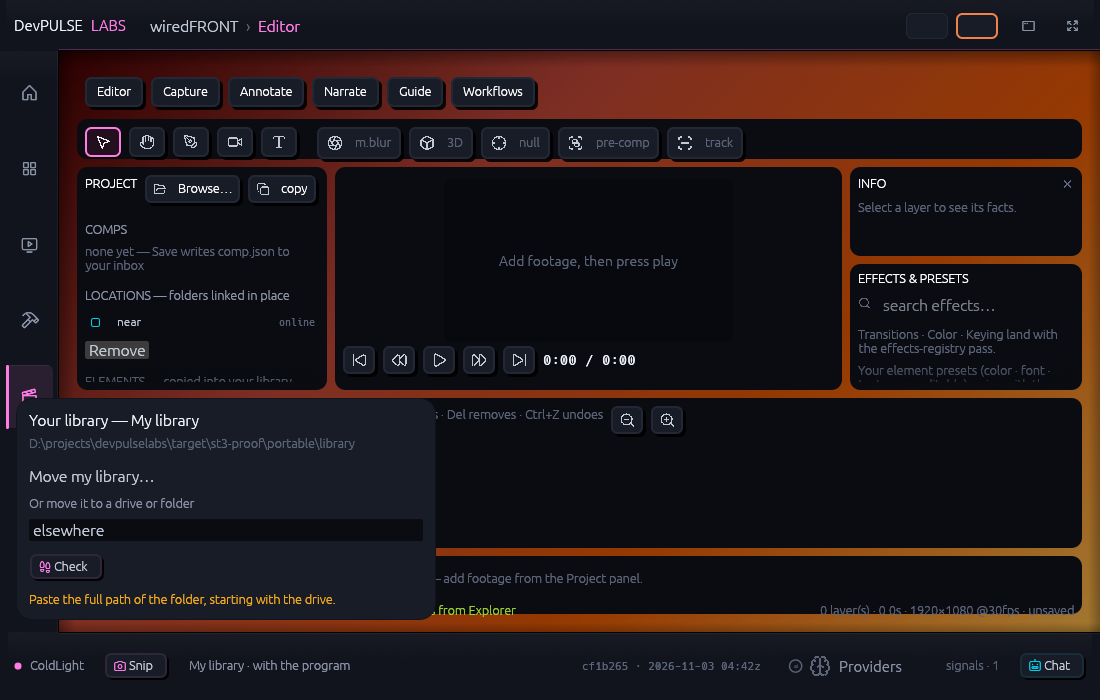 DevPULSE LABS wiredFRONT › Editor
Editor Capture Annotate Narrate Guide Workflows
T m.blur 3D null pre-comp track
PROJECT Browse... copy
COMPS
none yet — Save writes comp.json to
your inbox
LOCATIONS — folders linked in place
near online
Remove
ELEMENTS — copied into your library
Add footage, then press play
0:00 / 0:00
INFO
Select a layer to see its facts.
EFFECTS & PRESETS
search effects...
Transitions · Color · Keying land with
the effects-registry pass.
Your element presets (color · font ·
· Del removes · Ctrl+Z undoes
Your library — My library
D:\projects\devpulselabs\target\st3-proof\portable\library
Move my library...
Or move it to a drive or folder
elsewhere
Check
Paste the full path of the folder, starting with the drive.
– add footage from the Project panel.
from Explorer
0 layer(s) · 0.0s · 1920×1080 @30fps · unsaved
ColdLight Snip My library · with the program cf1b265 · 2026-11-03 04:42z Providers signals · 1 Chat